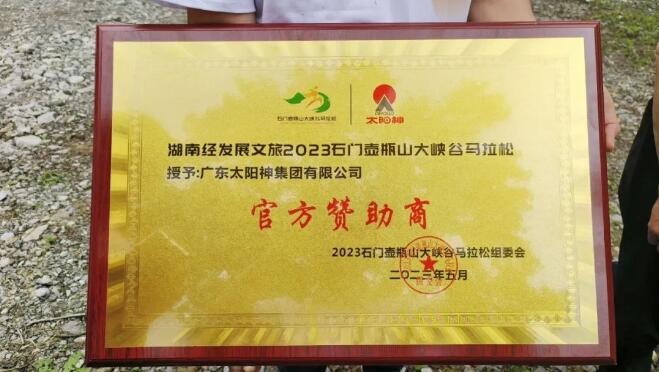 石门壶瓶山大峡谷马拉松
太阳神
湖南经发展文旅2023石门壶瓶山大峡谷马拉松
授予:广东太阳神集团有限公司
官方赞助商
2023石门壶瓶山大峡谷马拉松组委会
二〇二三年五月